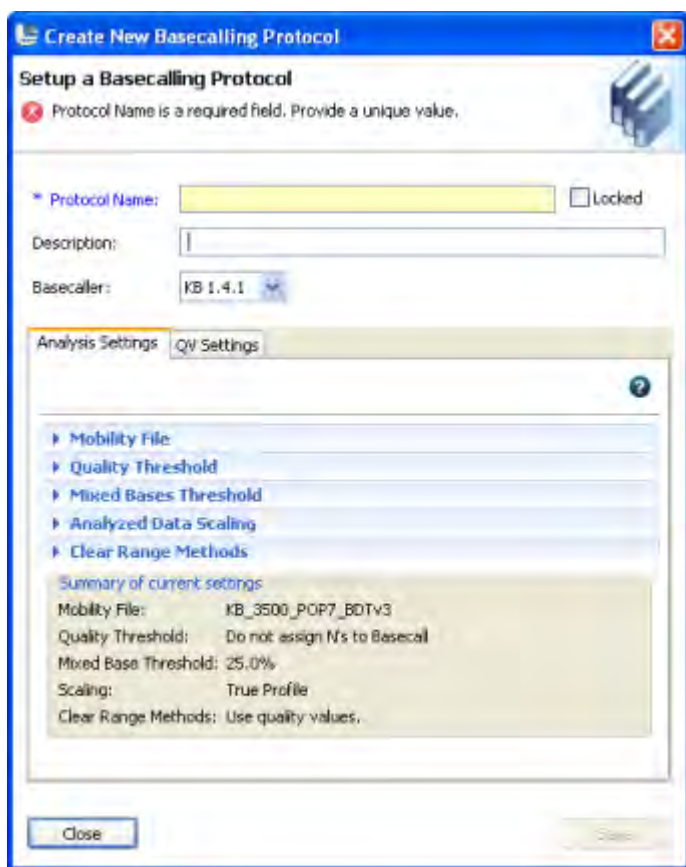 Create New Basecalling Protocol
Setup a Basecalling Protocol
Protocol Name is a required field. Provide a unique value.
* Protocol Name:
Locked
Description:
Basecaller: KB 1.4.1
Analysis Settings QV Settings
Mobility File
Quality Threshold
Mixed Bases Threshold
Analyzed Data Scaling
Clear Range Methods
Summary of current settings
Mobility File: KB_3500_POP7_BDTv3
Quality Threshold: Do not assign N's to Basecall
Mixed Base Threshold: 25.0%
Scaling: True Profile
Clear Range Methods: Use quality values.
Close